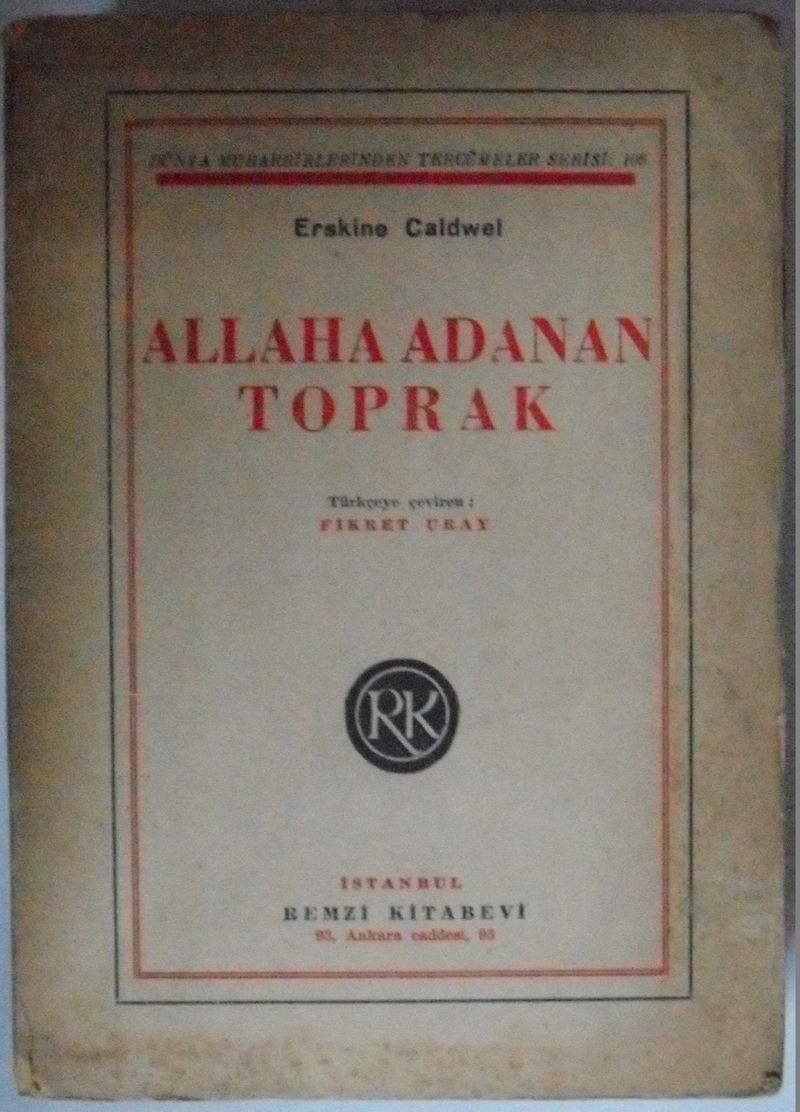 DÜNYA MUHARRİRLERİNDEN TERCÜMELER SERİSİ: 106
Erskine Caldwel
ALLAHA ADANAN
TOPRAK
Türkçeye çeviren :
FİKRET URAY
RK
İSTANBUL
REMZİ KİTABEVİ
93, Ankara caddesi, 93